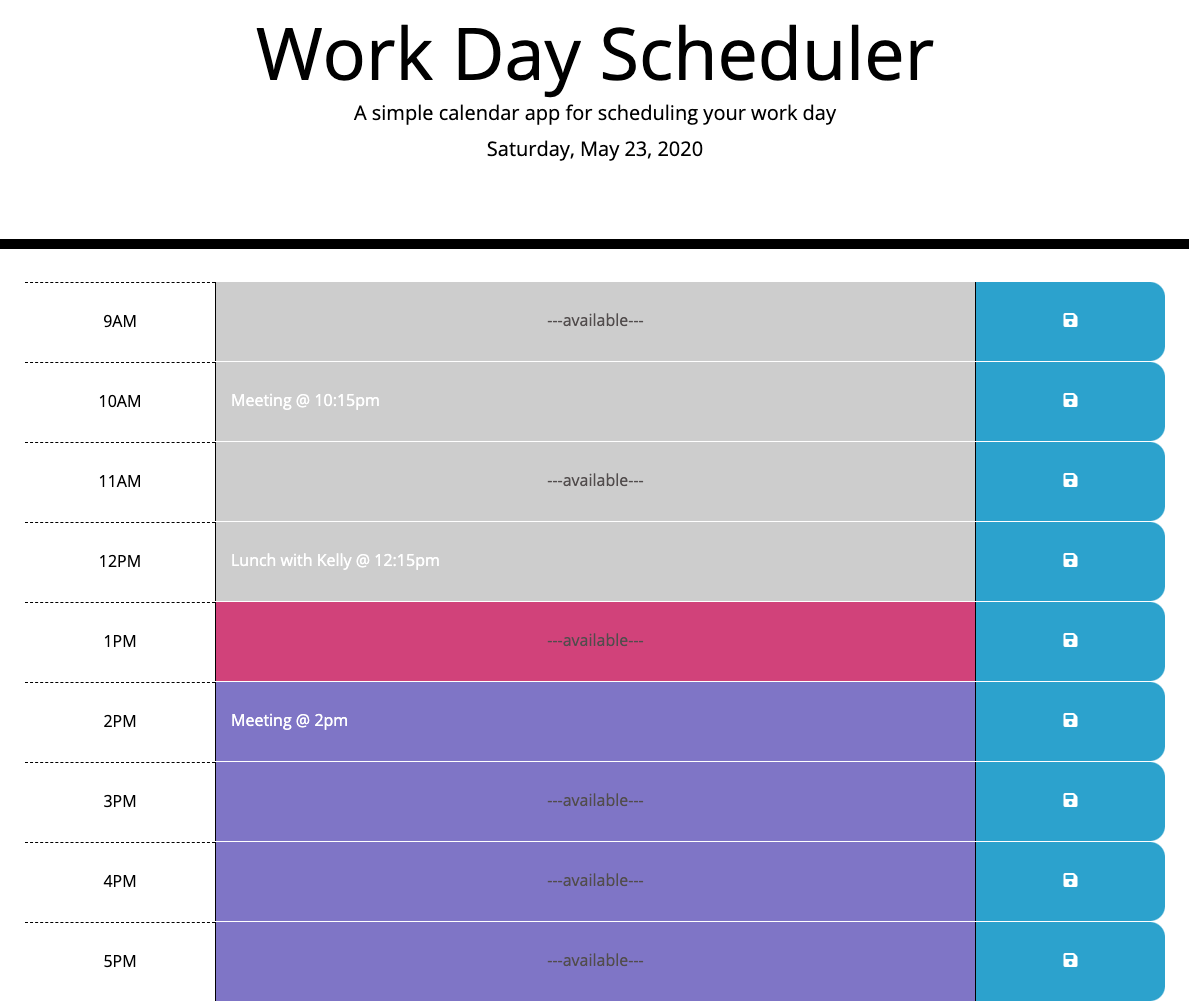 Work Day Scheduler
A simple calendar app for scheduling your work day
Saturday, May 23, 2020
9AM ---available---
10AM Meeting @ 10:15pm
11AM ---available---
12PM Lunch with Kelly @ 12:15pm
1PM ---available---
2PM Meeting @ 2pm
3PM ---available---
4PM ---available---
5PM ---available---